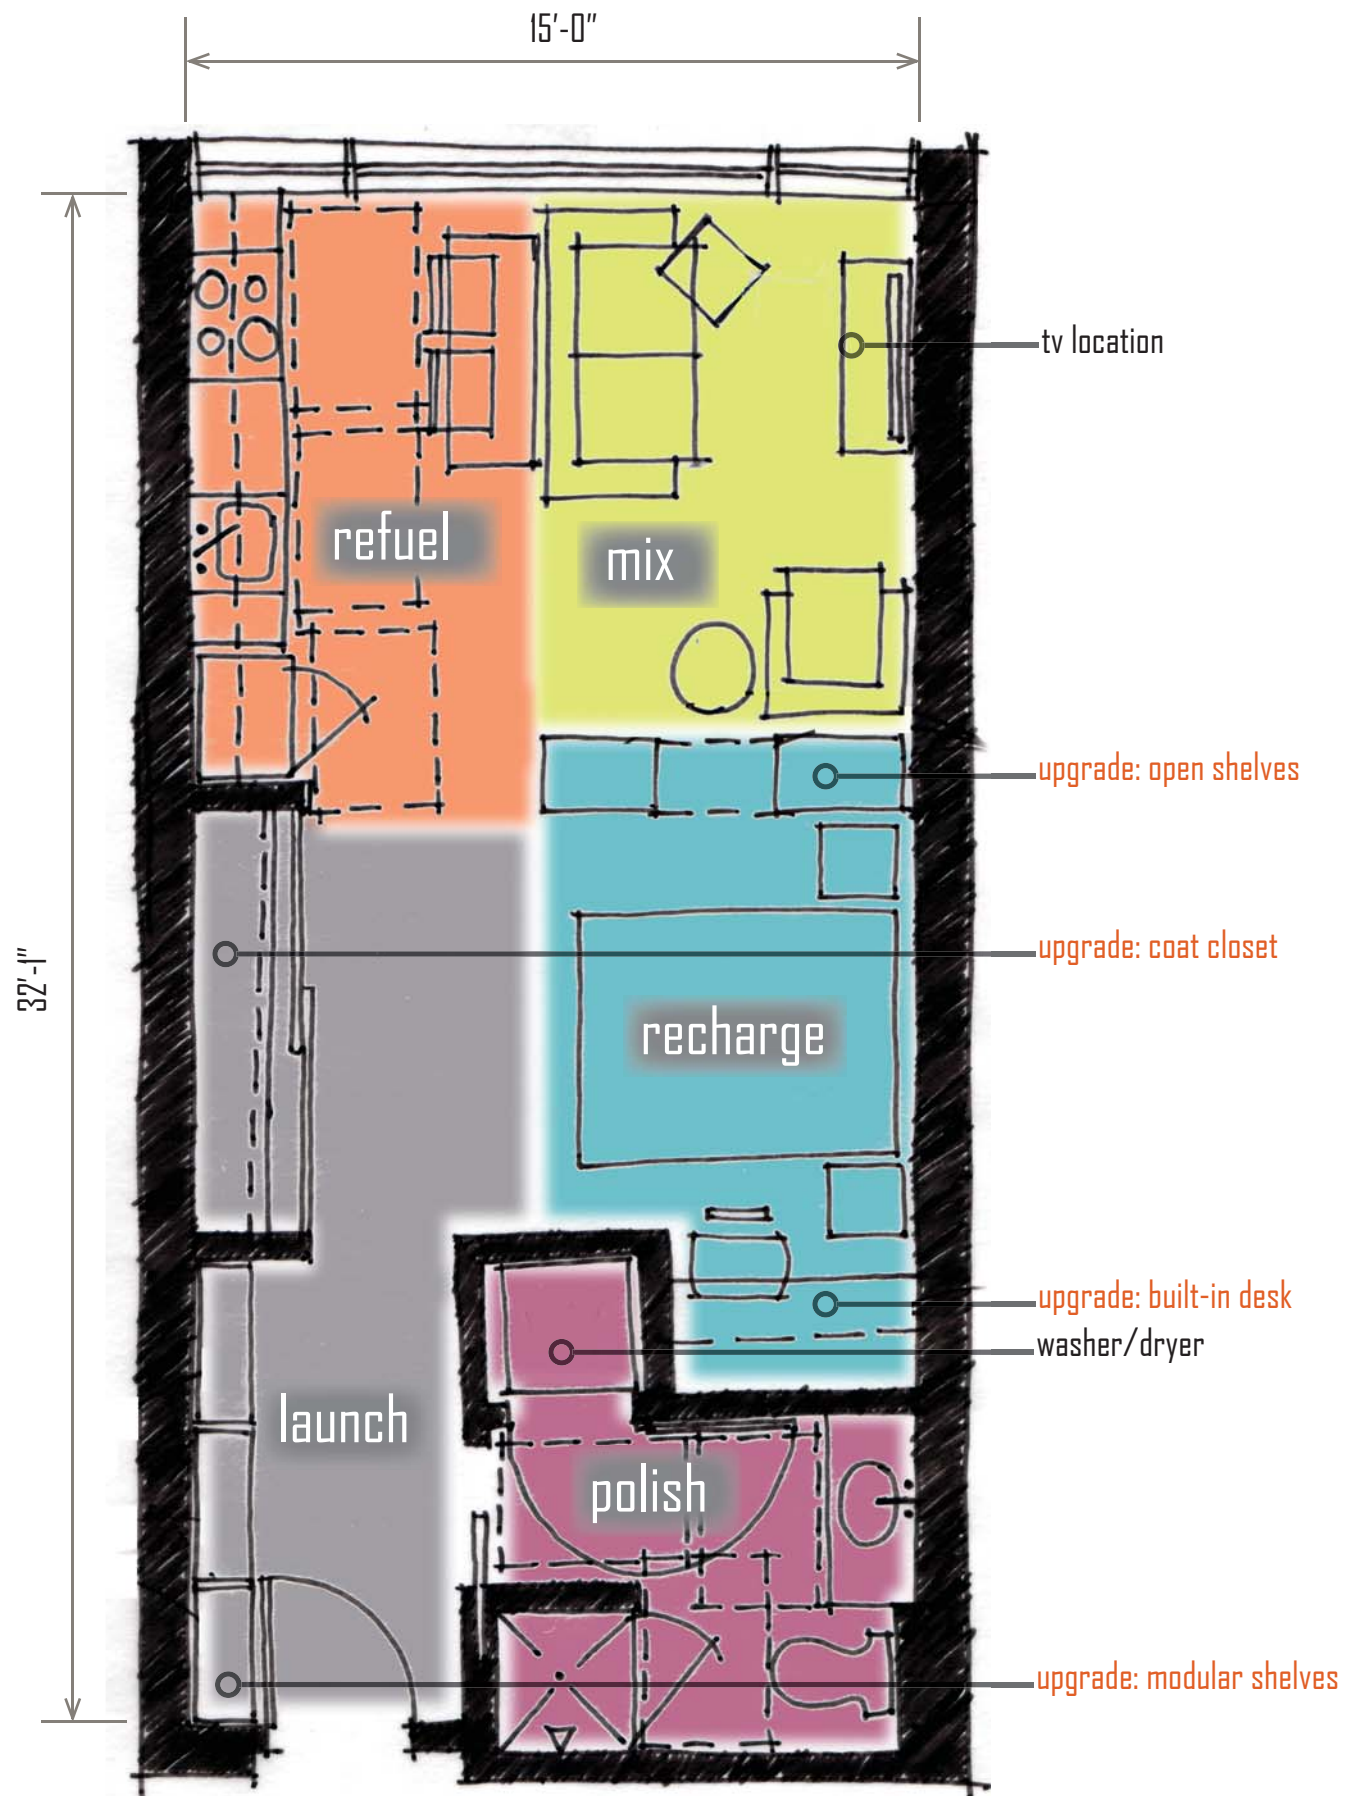 15'-0"
tv location
refuel
mix
upgrade: open shelves
upgrade: coat closet
32'-1"
recharge
upgrade: built-in desk
washer/dryer
launch
polish
upgrade: modular shelves